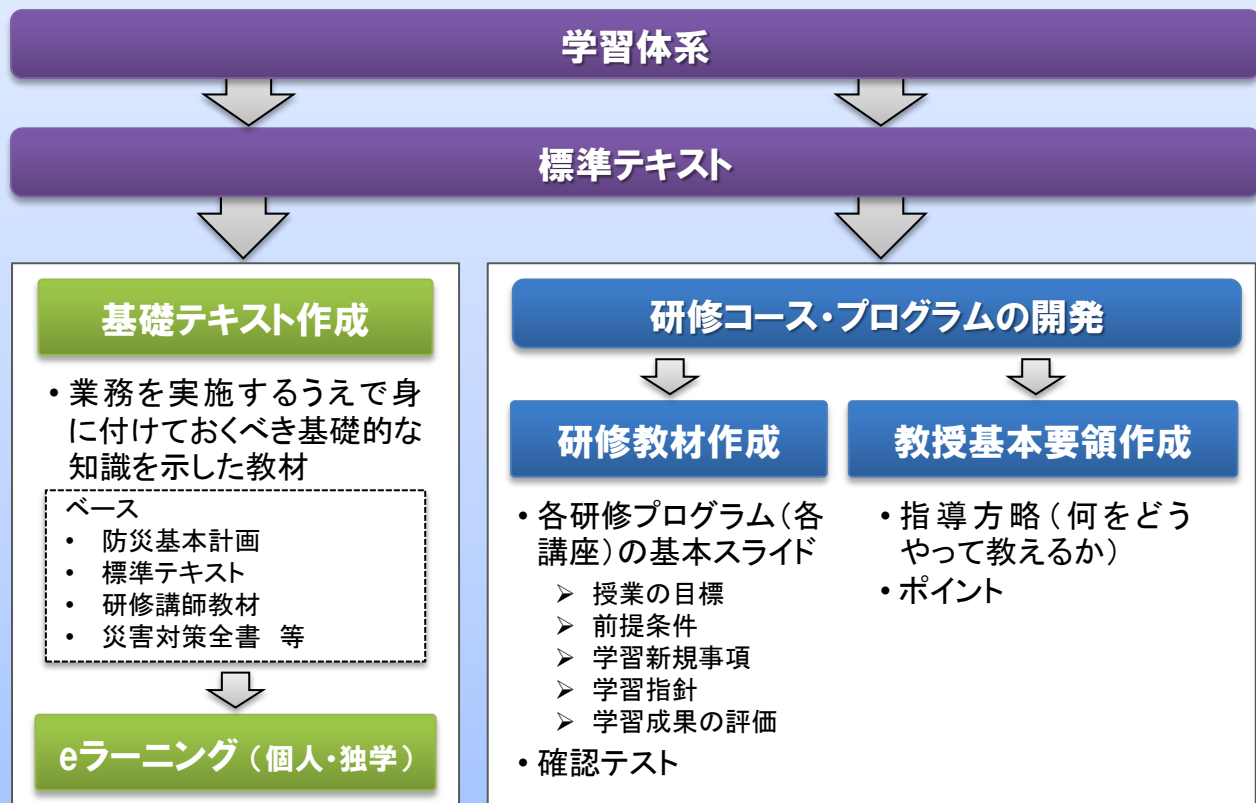 学習体系
標準テキスト
基礎テキスト作成
• 業務を実施するうえで身
に付けておくべき基礎的な
知識を示した教材
ベース
• 防災基本計画
• 標準テキスト
• 研修講師教材
• 災害対策全書 等
eラーニング（個人・独学）
研修コース・プログラムの開発
研修教材作成
• 各研修プログラム（各
講座）の基本スライド
➢ 授業の目標
➢ 前提条件
➢ 学習新規事項
➢ 学習指針
➢ 学習成果の評価
• 確認テスト
教授基本要領作成
• 指導方略（何をどう
やって教えるか）
• ポイント